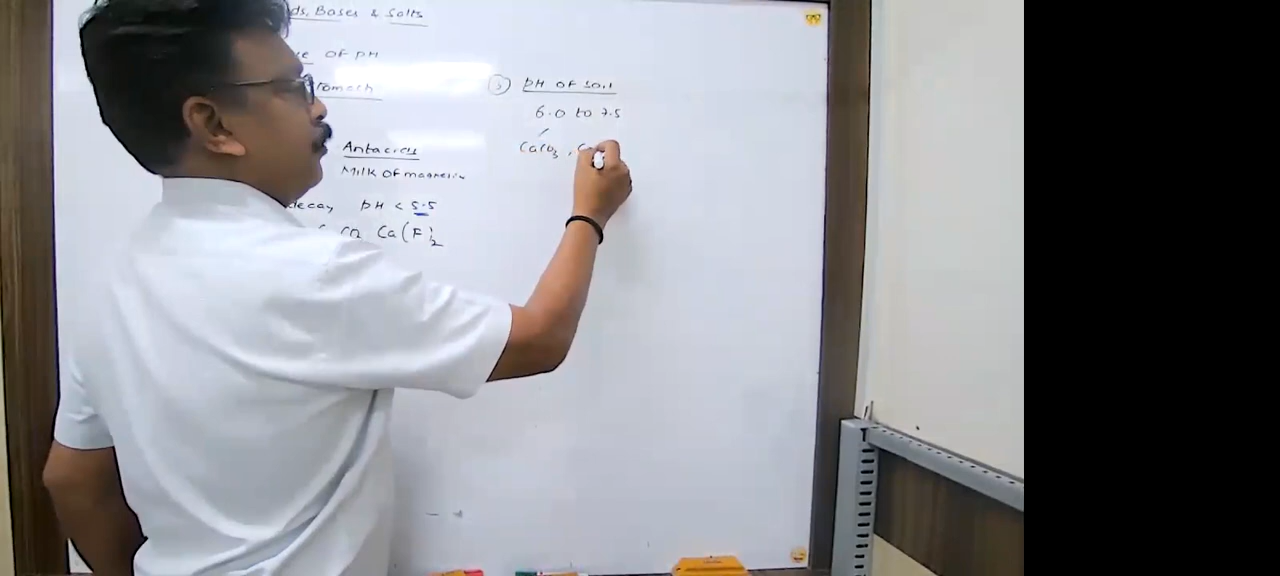 ds, Bases & Salts
of pH
tomach
Antacids
Milk of magnesia
decay pH < 5.5
Ca(F)2
3 pH of soil
6.0 to 7.5
CaCO3,